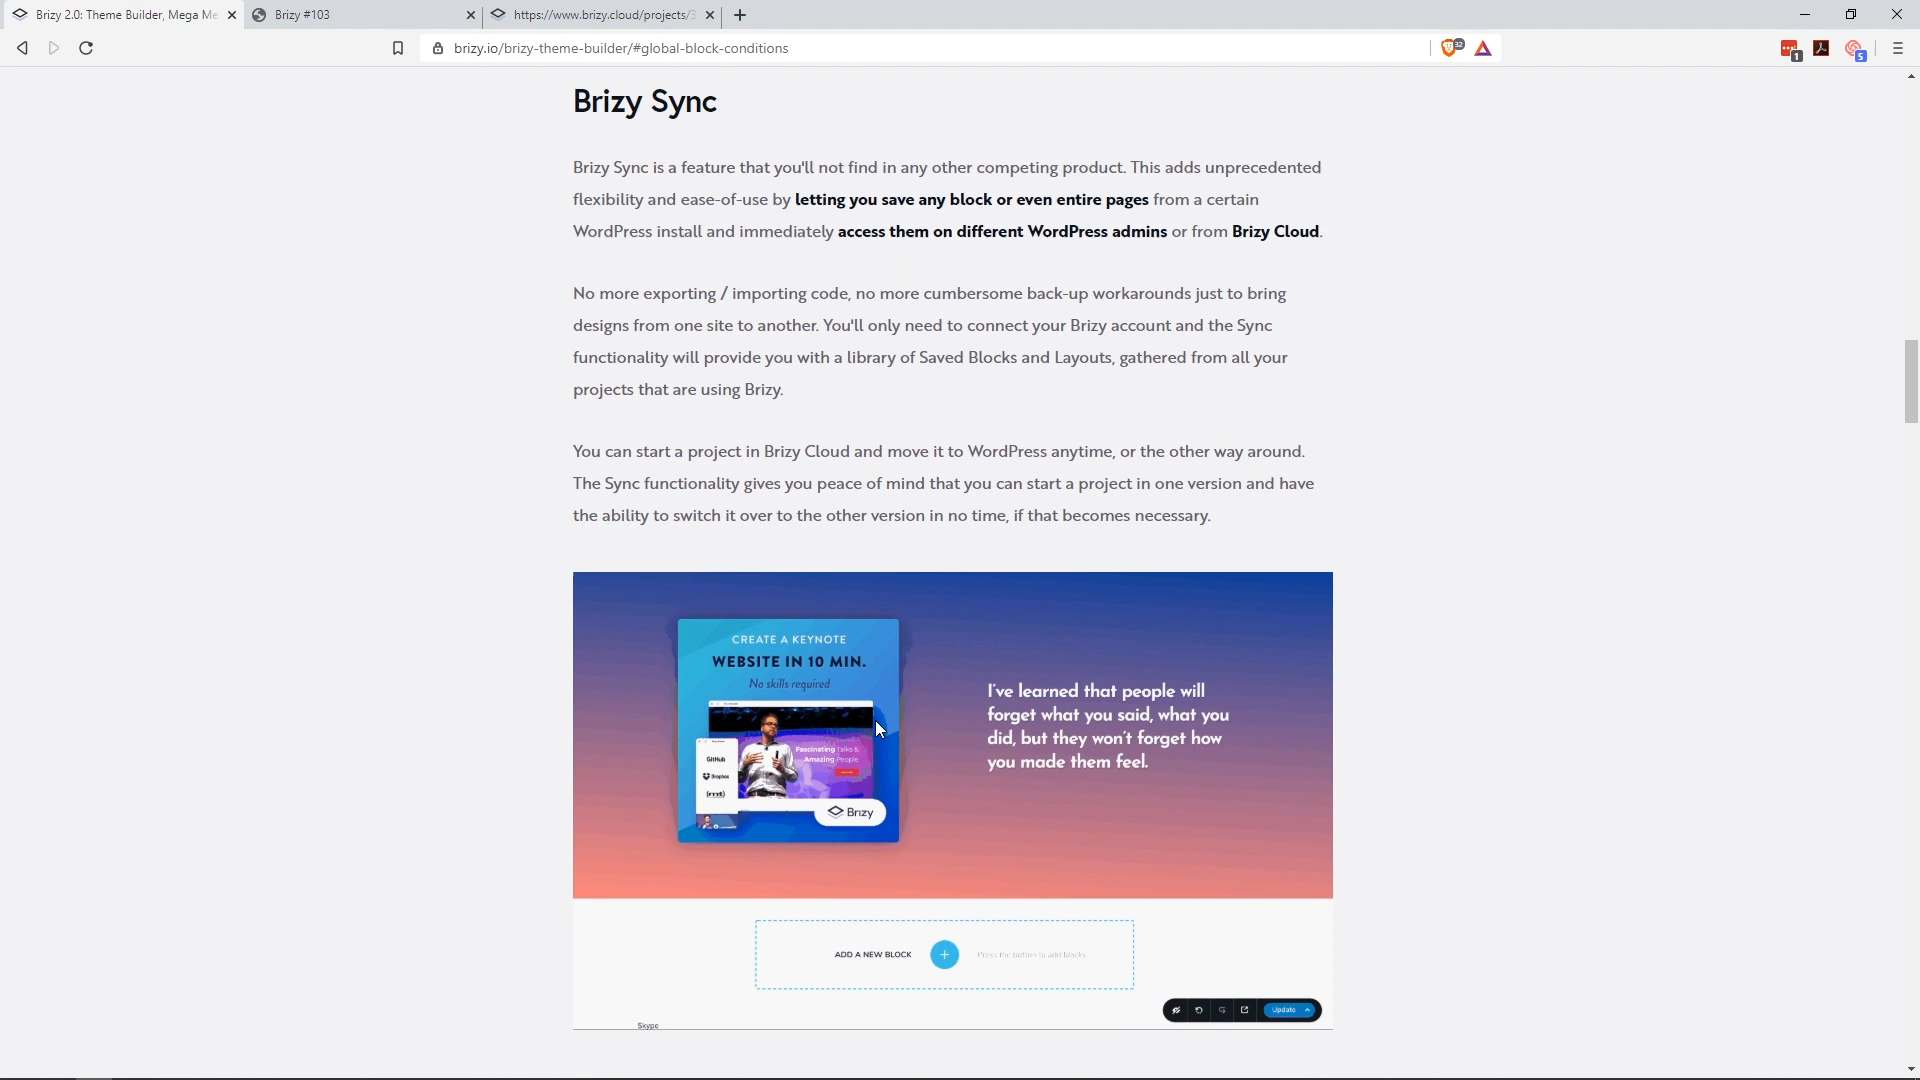 Brizy 2.0: Theme Builder, Mega Me
Brizy #103
https://www.brizy.cloud/projects/3
brizy.io/brizy-theme-builder/#global-block-conditions
32
1
5
Brizy Sync
Brizy Sync is a feature that you'll not find in any other competing product. This adds unprecedented
flexibility and ease-of-use by letting you save any block or even entire pages from a certain
WordPress install and immediately access them on different WordPress admins or from Brizy Cloud.
No more exporting / importing code, no more cumbersome back-up workarounds just to bring
designs from one site to another. You'll only need to connect your Brizy account and the Sync
functionality will provide you with a library of Saved Blocks and Layouts, gathered from all your
projects that are using Brizy.
You can start a project in Brizy Cloud and move it to WordPress anytime, or the other way around.
The Sync functionality gives you peace of mind that you can start a project in one version and have
the ability to switch it over to the other version in no time, if that becomes necessary.
CREATE A KEYNOTE
WEBSITE IN 10 MIN.
No skills required
Fascinating Talks &
Amazing People
GitHub
Dropbox
Brizy
I've learned that people will
forget what you said, what you
did, but they won't forget how
you made them feel.
ADD A NEW BLOCK
Press the button to add blocks
Update
Skype